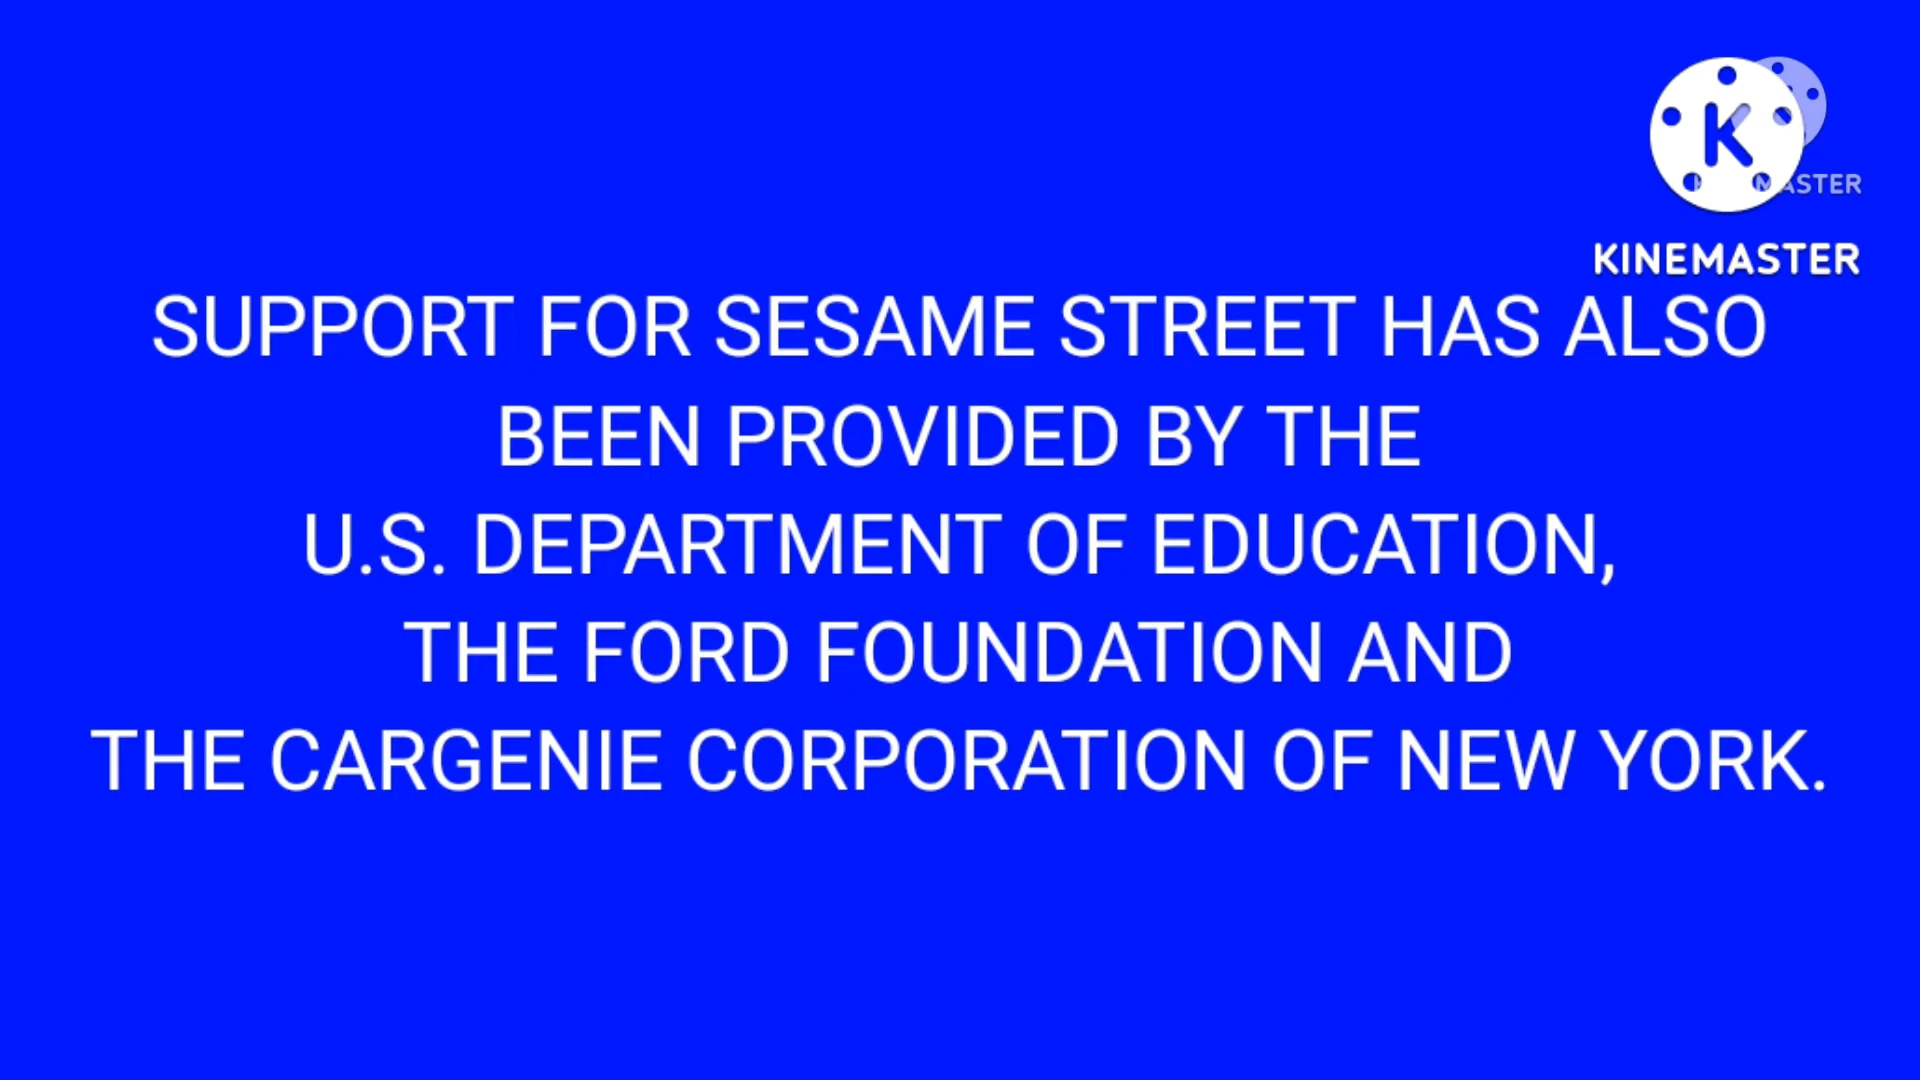 K
KINEMASTER
KINEMASTER
SUPPORT FOR SESAME STREET HAS ALSO
BEEN PROVIDED BY THE
U.S. DEPARTMENT OF EDUCATION,
THE FORD FOUNDATION AND
THE CARGENIE CORPORATION OF NEW YORK.